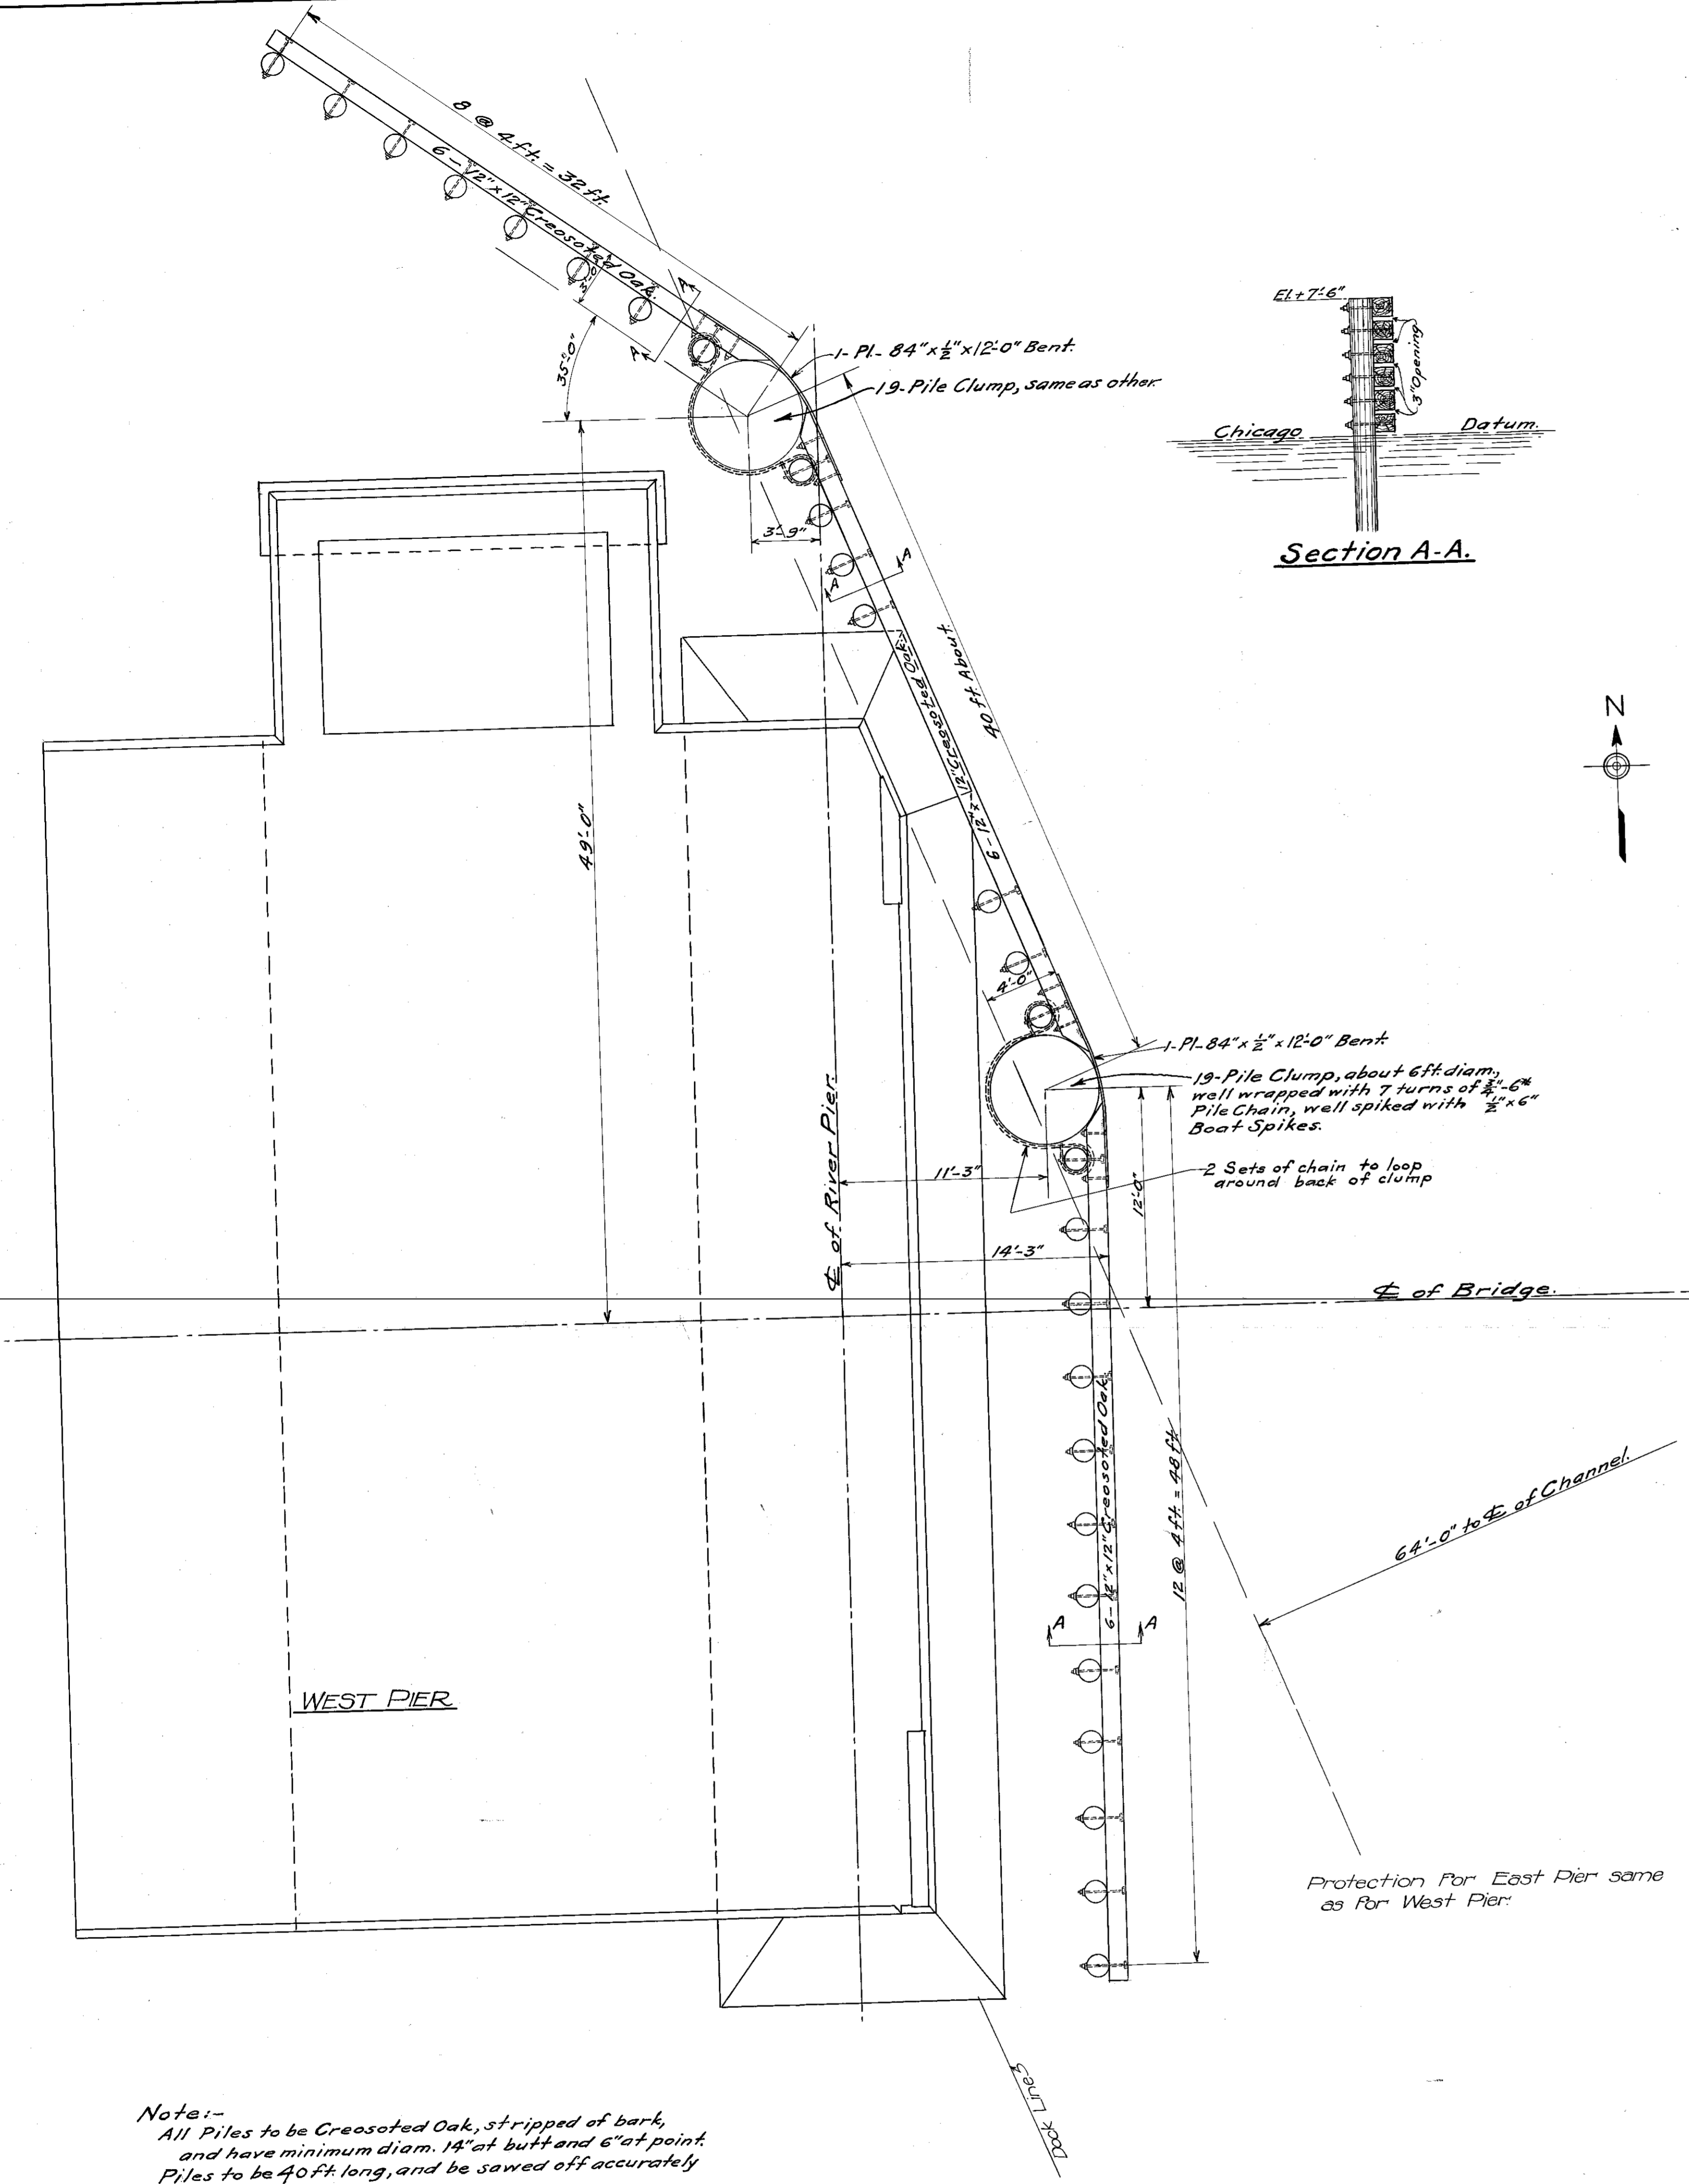 8 @ 4 ft. = 32 ft.
6 - 12" x 12" Creosoted Oak.
3'-0"
A
A
35'-0"
1- Pl.- 84" x ½" x 12'-0" Bent.
19-Pile Clump, same as other.
3'-9"
A
A
El. + 7'-6"
3" Opening
Chicago
Datum.
Section A-A.
N
40 ft. About.
6 - 12" x 12" Creosoted Oak.
49'-0"
4'-0"
1- Pl.- 84" x ½" x 12'-0" Bent.
19-Pile Clump, about 6 ft. diam.,
well wrapped with 7 turns of ¾"-6#
Pile Chain, well spiked with ½" x 6"
Boat Spikes.
2 Sets of chain to loop
around back of clump
11'-3"
12'-0"
14'-3"
℄ of River Pier.
℄ of Bridge.
6 - 12" x 12" Creosoted Oak.
12 @ 4 ft. = 48 ft.
64'-0" to ℄ of Channel.
A
A
WEST PIER
Protection For East Pier same
as For West Pier.
Dock Line
Note:-
All Piles to be Creosoted Oak, stripped of bark,
and have minimum diam. 14" at butt and 6" at point.
Piles to be 40 ft. long, and be sawed off accurately